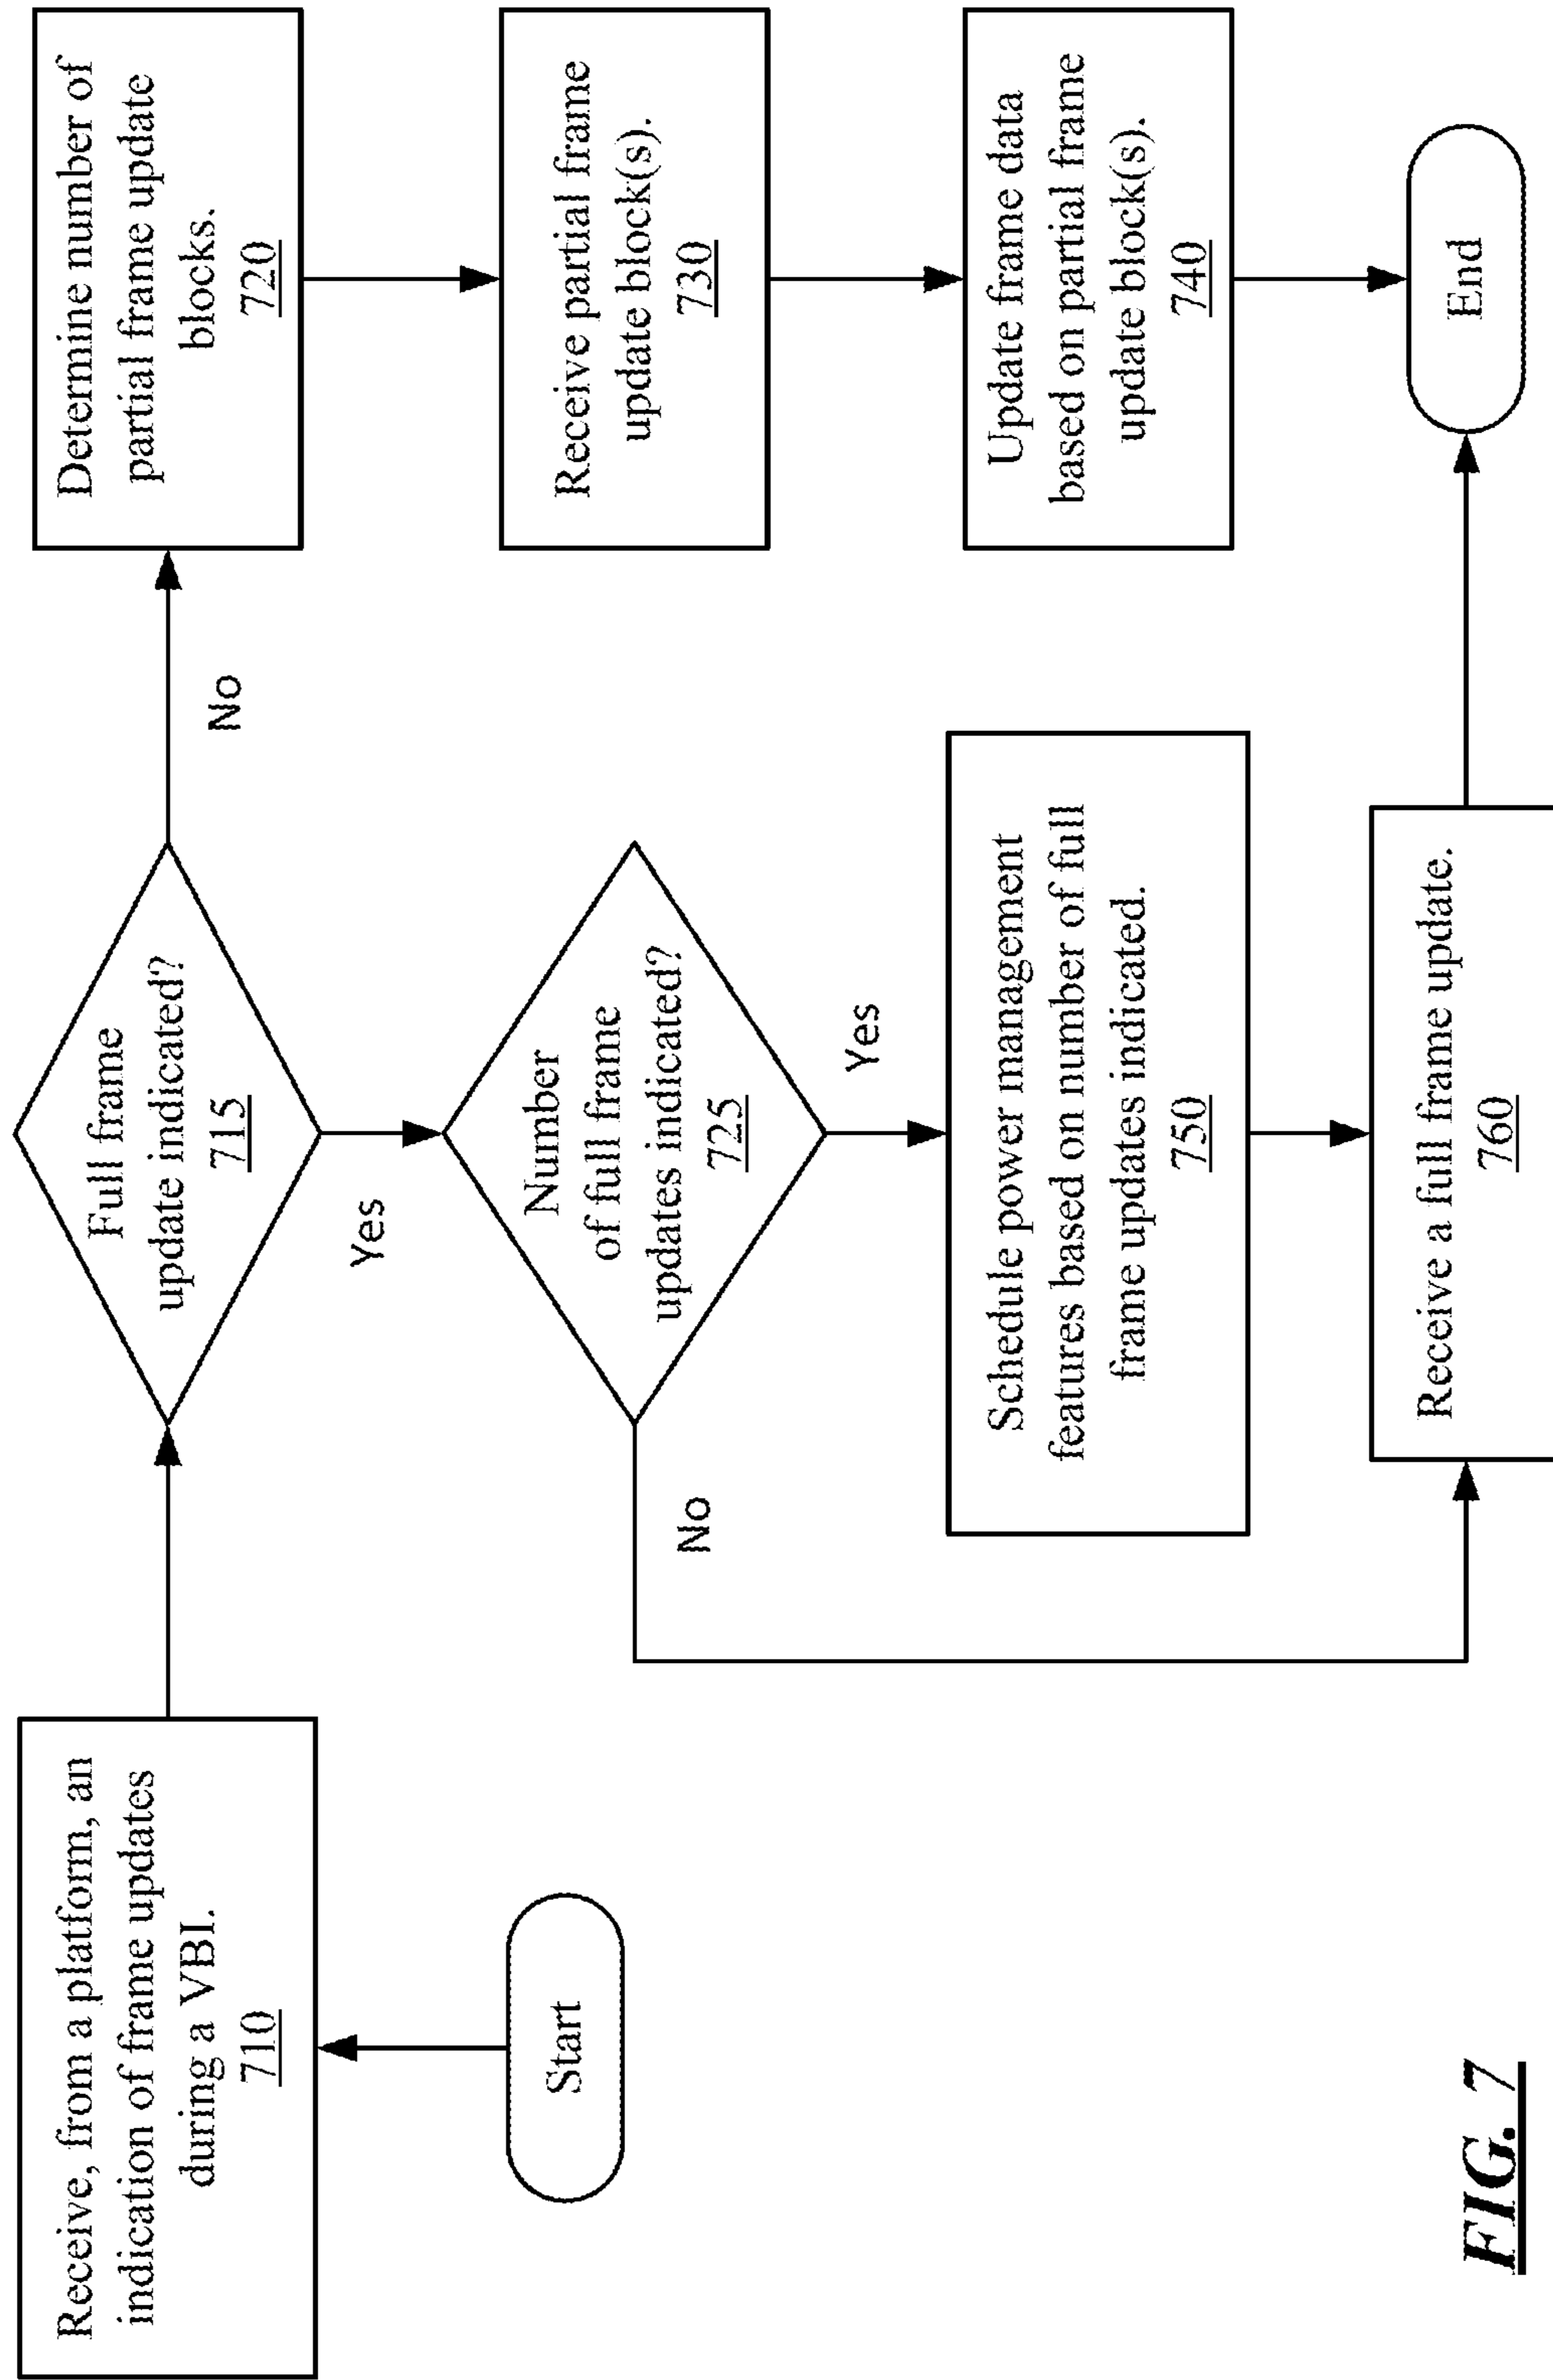 Start
Receive, from a platform, an
indication of frame updates
during a VBI.
710
Full frame
update indicated?
715
No
Yes
Determine number of
partial frame update
blocks.
720
Receive partial frame
update block(s).
730
Update frame data
based on partial frame
update block(s).
740
Number
of full frame
updates indicated?
725
No
Yes
Schedule power management
features based on number of full
frame updates indicated.
750
Receive a full frame update.
760
End
FIG. 7